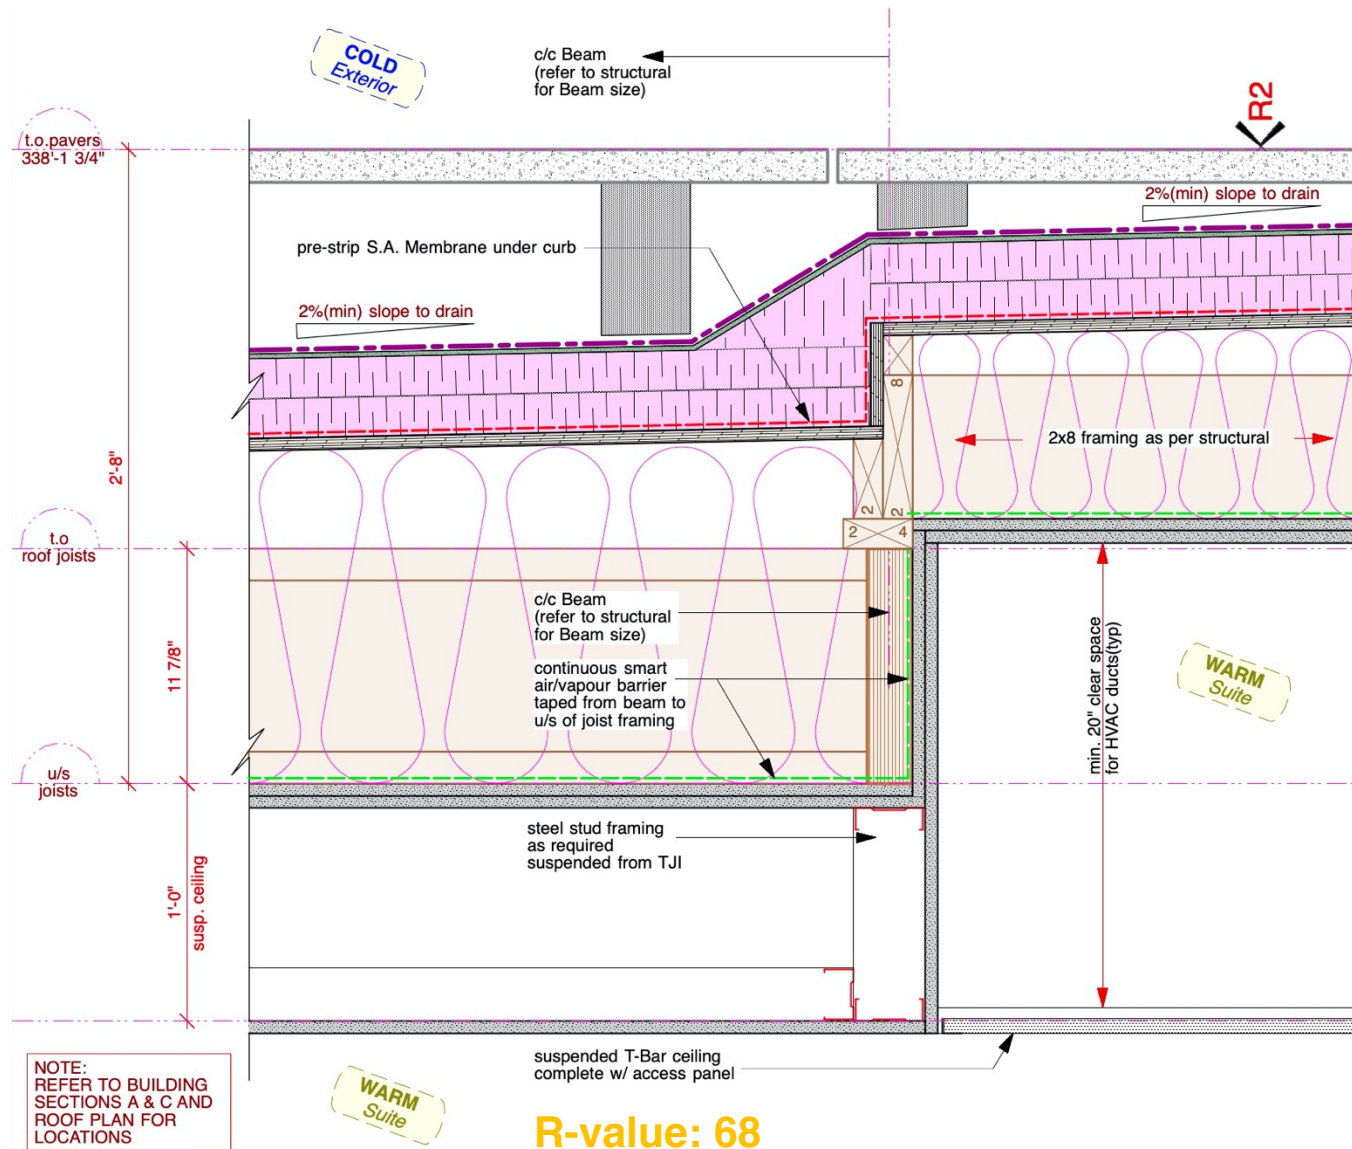 COLD
Exterior
c/c Beam
(refer to structural
for Beam size)
R2
t.o.pavers
338'-1 3/4"
2%(min) slope to drain
pre-strip S.A. Membrane under curb
2%(min) slope to drain
8
2x8 framing as per structural
2'-8"
2
2
2 4
t.o
roof joists
c/c Beam
(refer to structural
for Beam size)
11 7/8"
continuous smart
air/vapour barrier
taped from beam to
u/s of joist framing
min. 20" clear space
for HVAC ducts(typ)
WARM
Suite
u/s
joists
steel stud framing
as required
suspended from TJI
1'-0"
susp. ceiling
suspended T-Bar ceiling
complete w/ access panel
NOTE:
REFER TO BUILDING
SECTIONS A & C AND
ROOF PLAN FOR
LOCATIONS
WARM
Suite
R-value: 68